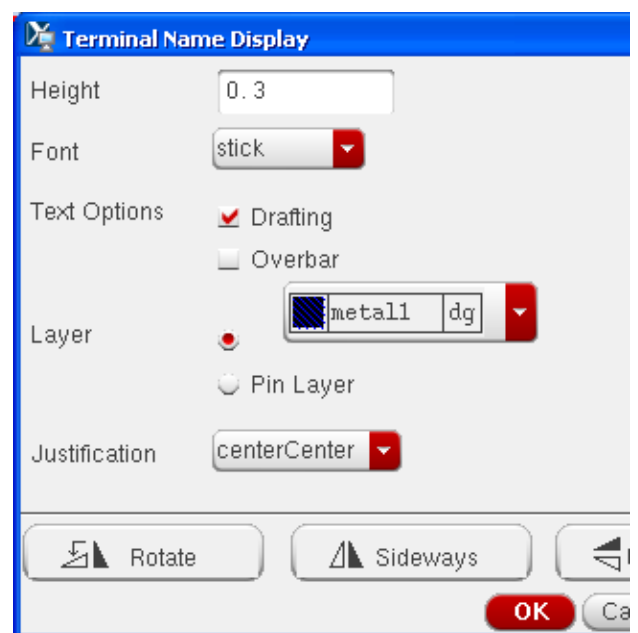 Terminal Name Display
Height 0.3
Font stick
Text Options Drafting
Overbar
metal1 dg
Layer
Pin Layer
Justification centerCenter
Rotate Sideways
OK Ca